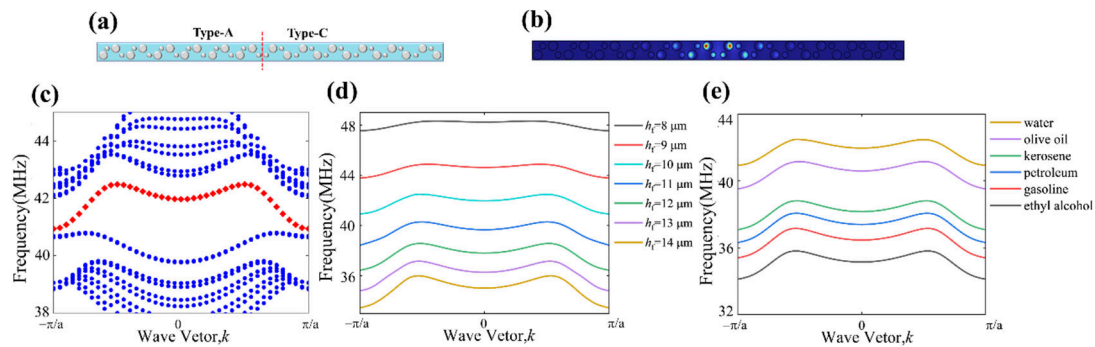 (a)
Type-A
Type-C
(b)
(c)
Frequency(MHz)
44
42
40
38
−π/a
0
π/a
Wave Vetor,k
(d)
Frequency(MHz)
48
44
40
36
−π/a
0
π/a
Wave Vetor,k
hf=8 μm
hf=9 μm
hf=10 μm
hf=11 μm
hf=12 μm
hf=13 μm
hf=14 μm
(e)
Frequency(MHz)
44
40
36
32
−π/a
0
π/a
Wave Vetor,k
water
olive oil
kerosene
petroleum
gasoline
ethyl alcohol